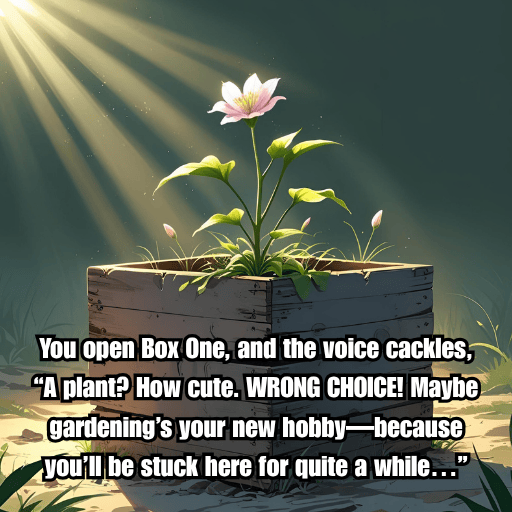 You open Box One, and the voice cackles,
“A plant? How cute. WRONG CHOICE! Maybe
gardening’s your new hobby—because
you’ll be stuck here for quite a while...”